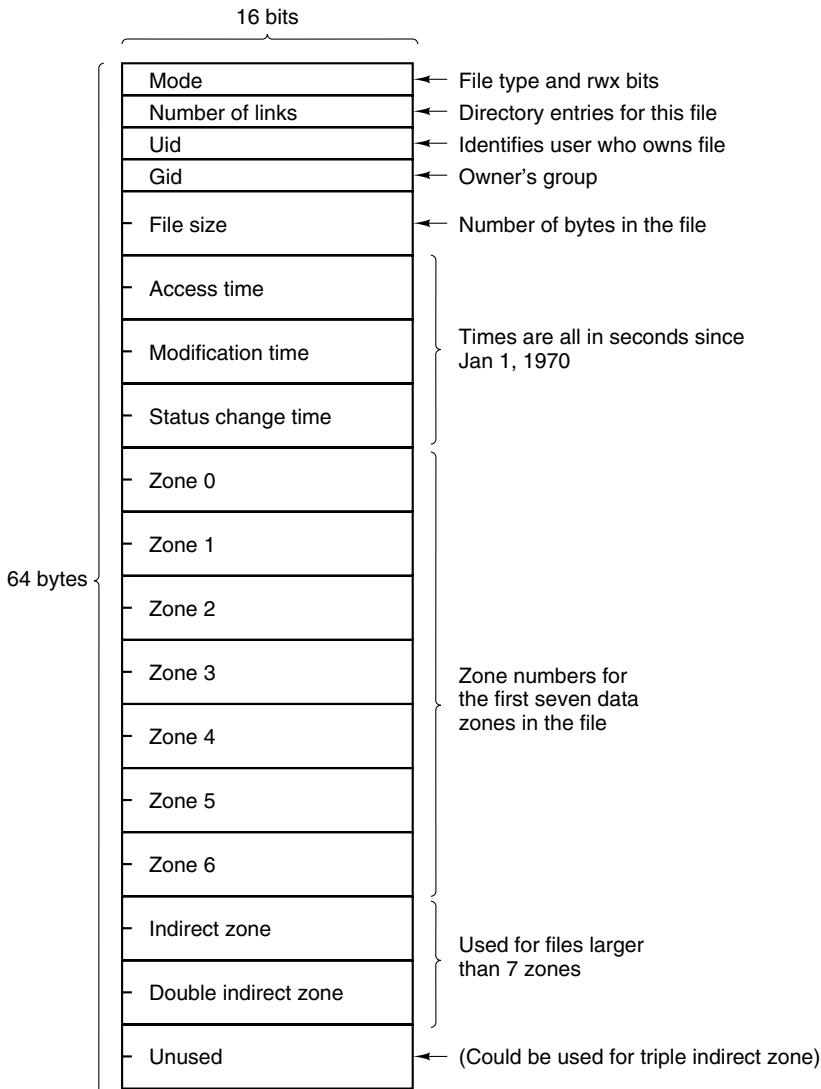 16 bits
Mode
File type and rwx bits
Number of links
Directory entries for this file
Uid
Identifies user who owns file
Gid
Owner's group
File size
Number of bytes in the file
Access time
Modification time
Status change time
Times are all in seconds since
Jan 1, 1970
64 bytes
Zone 0
Zone 1
Zone 2
Zone 3
Zone 4
Zone 5
Zone 6
Zone numbers for
the first seven data
zones in the file
Indirect zone
Double indirect zone
Used for files larger
than 7 zones
Unused
(Could be used for triple indirect zone)